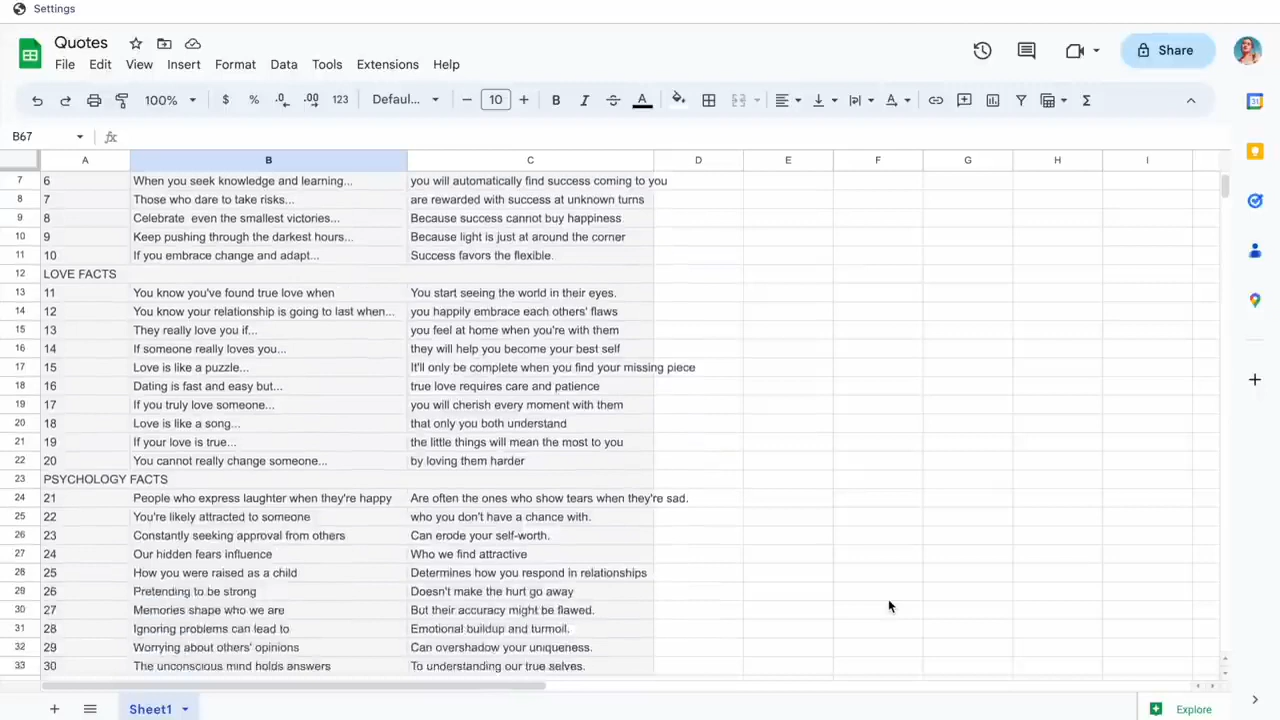 Settings
Quotes
File Edit View Insert Format Data Tools Extensions Help
Share
100% $ % .0 .00 123 Defaul... 10 B I A
B67 fx
A B C D E F G H I
7 6 When you seek knowledge and learning... you will automatically find success coming to you
8 7 Those who dare to take risks... are rewarded with success at unknown turns
9 8 Celebrate even the smallest victories... Because success cannot buy happiness
10 9 Keep pushing through the darkest hours... Because light is just at around the corner
11 10 If you embrace change and adapt... Success favors the flexible.
12 LOVE FACTS
13 11 You know you've found true love when You start seeing the world in their eyes.
14 12 You know your relationship is going to last when... you happily embrace each others' flaws
15 13 They really love you if... you feel at home when you're with them
16 14 If someone really loves you... they will help you become your best self
17 15 Love is like a puzzle... It'll only be complete when you find your missing piece
18 16 Dating is fast and easy but... true love requires care and patience
19 17 If you truly love someone... you will cherish every moment with them
20 18 Love is like a song... that only you both understand
21 19 If your love is true... the little things will mean the most to you
22 20 You cannot really change someone... by loving them harder
23 PSYCHOLOGY FACTS
24 21 People who express laughter when they're happy Are often the ones who show tears when they're sad.
25 22 You're likely attracted to someone who you don't have a chance with.
26 23 Constantly seeking approval from others Can erode your self-worth.
27 24 Our hidden fears influence Who we find attractive
28 25 How you were raised as a child Determines how you respond in relationships
29 26 Pretending to be strong Doesn't make the hurt go away
30 27 Memories shape who we are But their accuracy might be flawed.
31 28 Ignoring problems can lead to Emotional buildup and turmoil.
32 29 Worrying about others' opinions Can overshadow your uniqueness.
33 30 The unconscious mind holds answers To understanding our true selves.
Sheet1 Explore